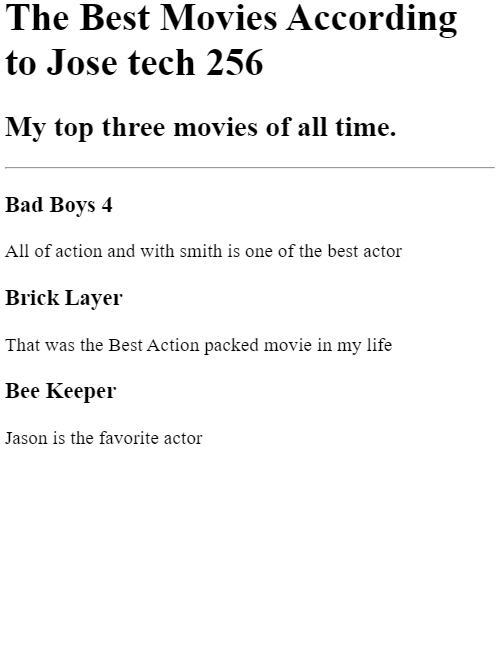 The Best Movies According
to Jose tech 256
My top three movies of all time.
Bad Boys 4
All of action and with smith is one of the best actor
Brick Layer
That was the Best Action packed movie in my life
Bee Keeper
Jason is the favorite actor